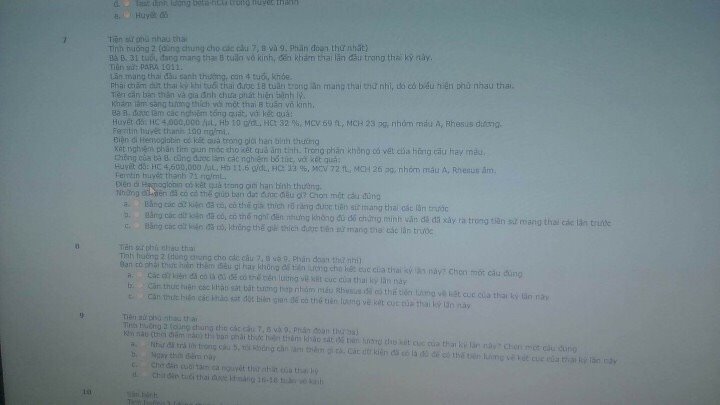 d. Test định lượng beta-hCG trong huyết thanh
e. Huyết đồ
7 Tiền sử phù nhau thai
Tình huống 2 (dùng chung cho các câu 7, 8 và 9. Phân đoạn thứ nhất)
Bà B, 31 tuổi, đang mang thai 8 tuần vô kinh, đến khám thai lần đầu trong thai kỳ này.
Tiền sử: PARA 1011.
Lần mang thai đầu sanh thường, con 4 tuổi, khỏe.
Phải chấm dứt thai kỳ khi tuổi thai được 18 tuần trong lần mang thai thứ nhì, do có biểu hiện phù nhau thai.
Tiền căn bản thân và gia đình chưa phát hiện bệnh lý.
Khám lâm sàng tương thích với một thai 8 tuần vô kinh.
Bà B. được làm các nghiệm tổng quát, với kết quả:
Huyết đồ: HC 4,000,000 /µL, Hb 10 g/dL, HCt 32 %, MCV 69 fL, MCH 23 pg, nhóm máu A, Rhesus dương.
Ferritin huyết thanh 100 mg/mL.
Điện di Hemoglobin có kết quả trong giới hạn bình thường
Xét nghiệm phân tìm giun móc cho kết quả âm tính. Trong phân không có vết của hồng cầu hay máu.
Chồng của bà B. cũng được làm các nghiệm bổ túc, với kết quả:
Huyết đồ: HC 4,600,000 /µL, Hb 11.6 g/dL, HCt 33 %, MCV 72 fL, MCH 26 pg, nhóm máu A, Rhesus âm.
Ferritin huyết thanh 71 ng/mL.
Điện di Hemoglobin có kết quả trong giới hạn bình thường.
Những dữ kiện đã có có thể giúp bạn đạt được điều gì? Chọn một câu đúng
a. Bằng các dữ kiện đã có, có thể giải thích rõ ràng được tiền sử mang thai các lần trước
b. Bằng các dữ kiện đã có, có thể nghĩ đến nhưng không đủ để chứng minh vấn đề đã xảy ra trong tiền sử mang thai các lần trước
c. Bằng các dữ kiện đã có, không thể giải thích được tiền sử mang thai các lần trước
8 Tiền sử phù nhau thai
Tình huống 2 (dùng chung cho các câu 7, 8 và 9. Phân đoạn thứ nhì)
Bạn có phải thực hiện thêm điều gì hay không để tiên lượng cho kết cục của thai kỳ lần này? Chọn một câu đúng
a. Các dữ kiện đã có là đủ để có thể tiên lượng về kết cục của thai kỳ lần này
b. Cần thực hiện các khảo sát bất tương hợp nhóm máu Rhesus để có thể tiên lượng về kết cục của thai kỳ lần này
c. Cần thực hiện các khảo sát đột biến gien để có thể tiên lượng về kết cục của thai kỳ lần này
9 Tiền sử phù nhau thai
Tình huống 2 (dùng chung cho các câu 7, 8 và 9. Phân đoạn thứ ba)
Khi nào (thời điểm nào) thì bạn phải thực hiện thêm khảo sát để tiên lượng cho kết cục của thai kỳ lần này? Chọn một câu đúng
a. Như đã trả lời trong câu 5, tôi không cần làm thêm gì cả. Các dữ kiện đã có là đủ để có thể tiên lượng về kết cục của thai kỳ lần này
b. Ngay thời điểm này
c. Chờ đến cuối tam cá nguyệt thứ nhất của thai kỳ
d. Chờ đến tuổi thai được khoảng 16-18 tuần vô kinh
10